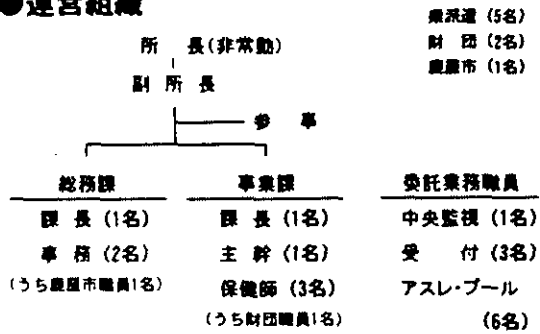 ●運営組織
県派遣 (5名)
財 団 (2名)
鹿屋市 (1名)
所 長(非常勤)
副 所 長
参 事
総務課
課 長 (1名)
事 務 (2名)
(うち鹿屋市職員1名)
事業課
課 長 (1名)
主 幹 (1名)
保健師 (3名)
(うち財団職員1名)
委託業務職員
中央監視 (1名)
受 付 (3名)
アスレ・プール
(6名)